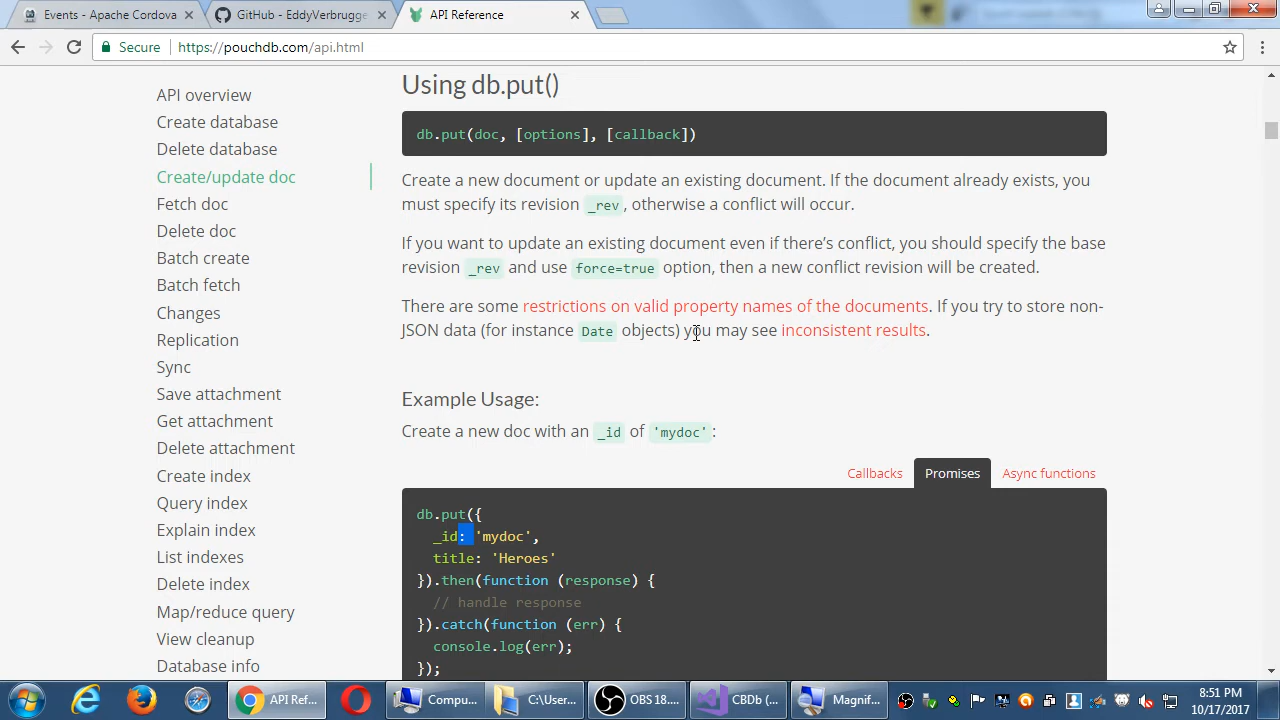 Events - Apache Cordova
GitHub - EddyVerbrugge
API Reference
Secure
https://pouchdb.com/api.html
API overview
Create database
Delete database
Create/update doc
Fetch doc
Delete doc
Batch create
Batch fetch
Changes
Replication
Sync
Save attachment
Get attachment
Delete attachment
Create index
Query index
Explain index
List indexes
Delete index
Map/reduce query
View cleanup
Database info
Using db.put()
db.put(doc, [options], [callback])
Create a new document or update an existing document. If the document already exists, you
must specify its revision _rev, otherwise a conflict will occur.
If you want to update an existing document even if there's conflict, you should specify the base
revision _rev and use force=true option, then a new conflict revision will be created.
There are some restrictions on valid property names of the documents. If you try to store non-
JSON data (for instance Date objects) you may see inconsistent results.
Example Usage:
Create a new doc with an _id of 'mydoc':
Callbacks Promises Async functions
db.put({
_id: 'mydoc',
title: 'Heroes'
}).then(function (response) {
// handle response
}).catch(function (err) {
console.log(err);
});
API Ref...
Compu...
C:\User...
OBS 18....
CBDb (...
Magnif...
8:51 PM
10/17/2017